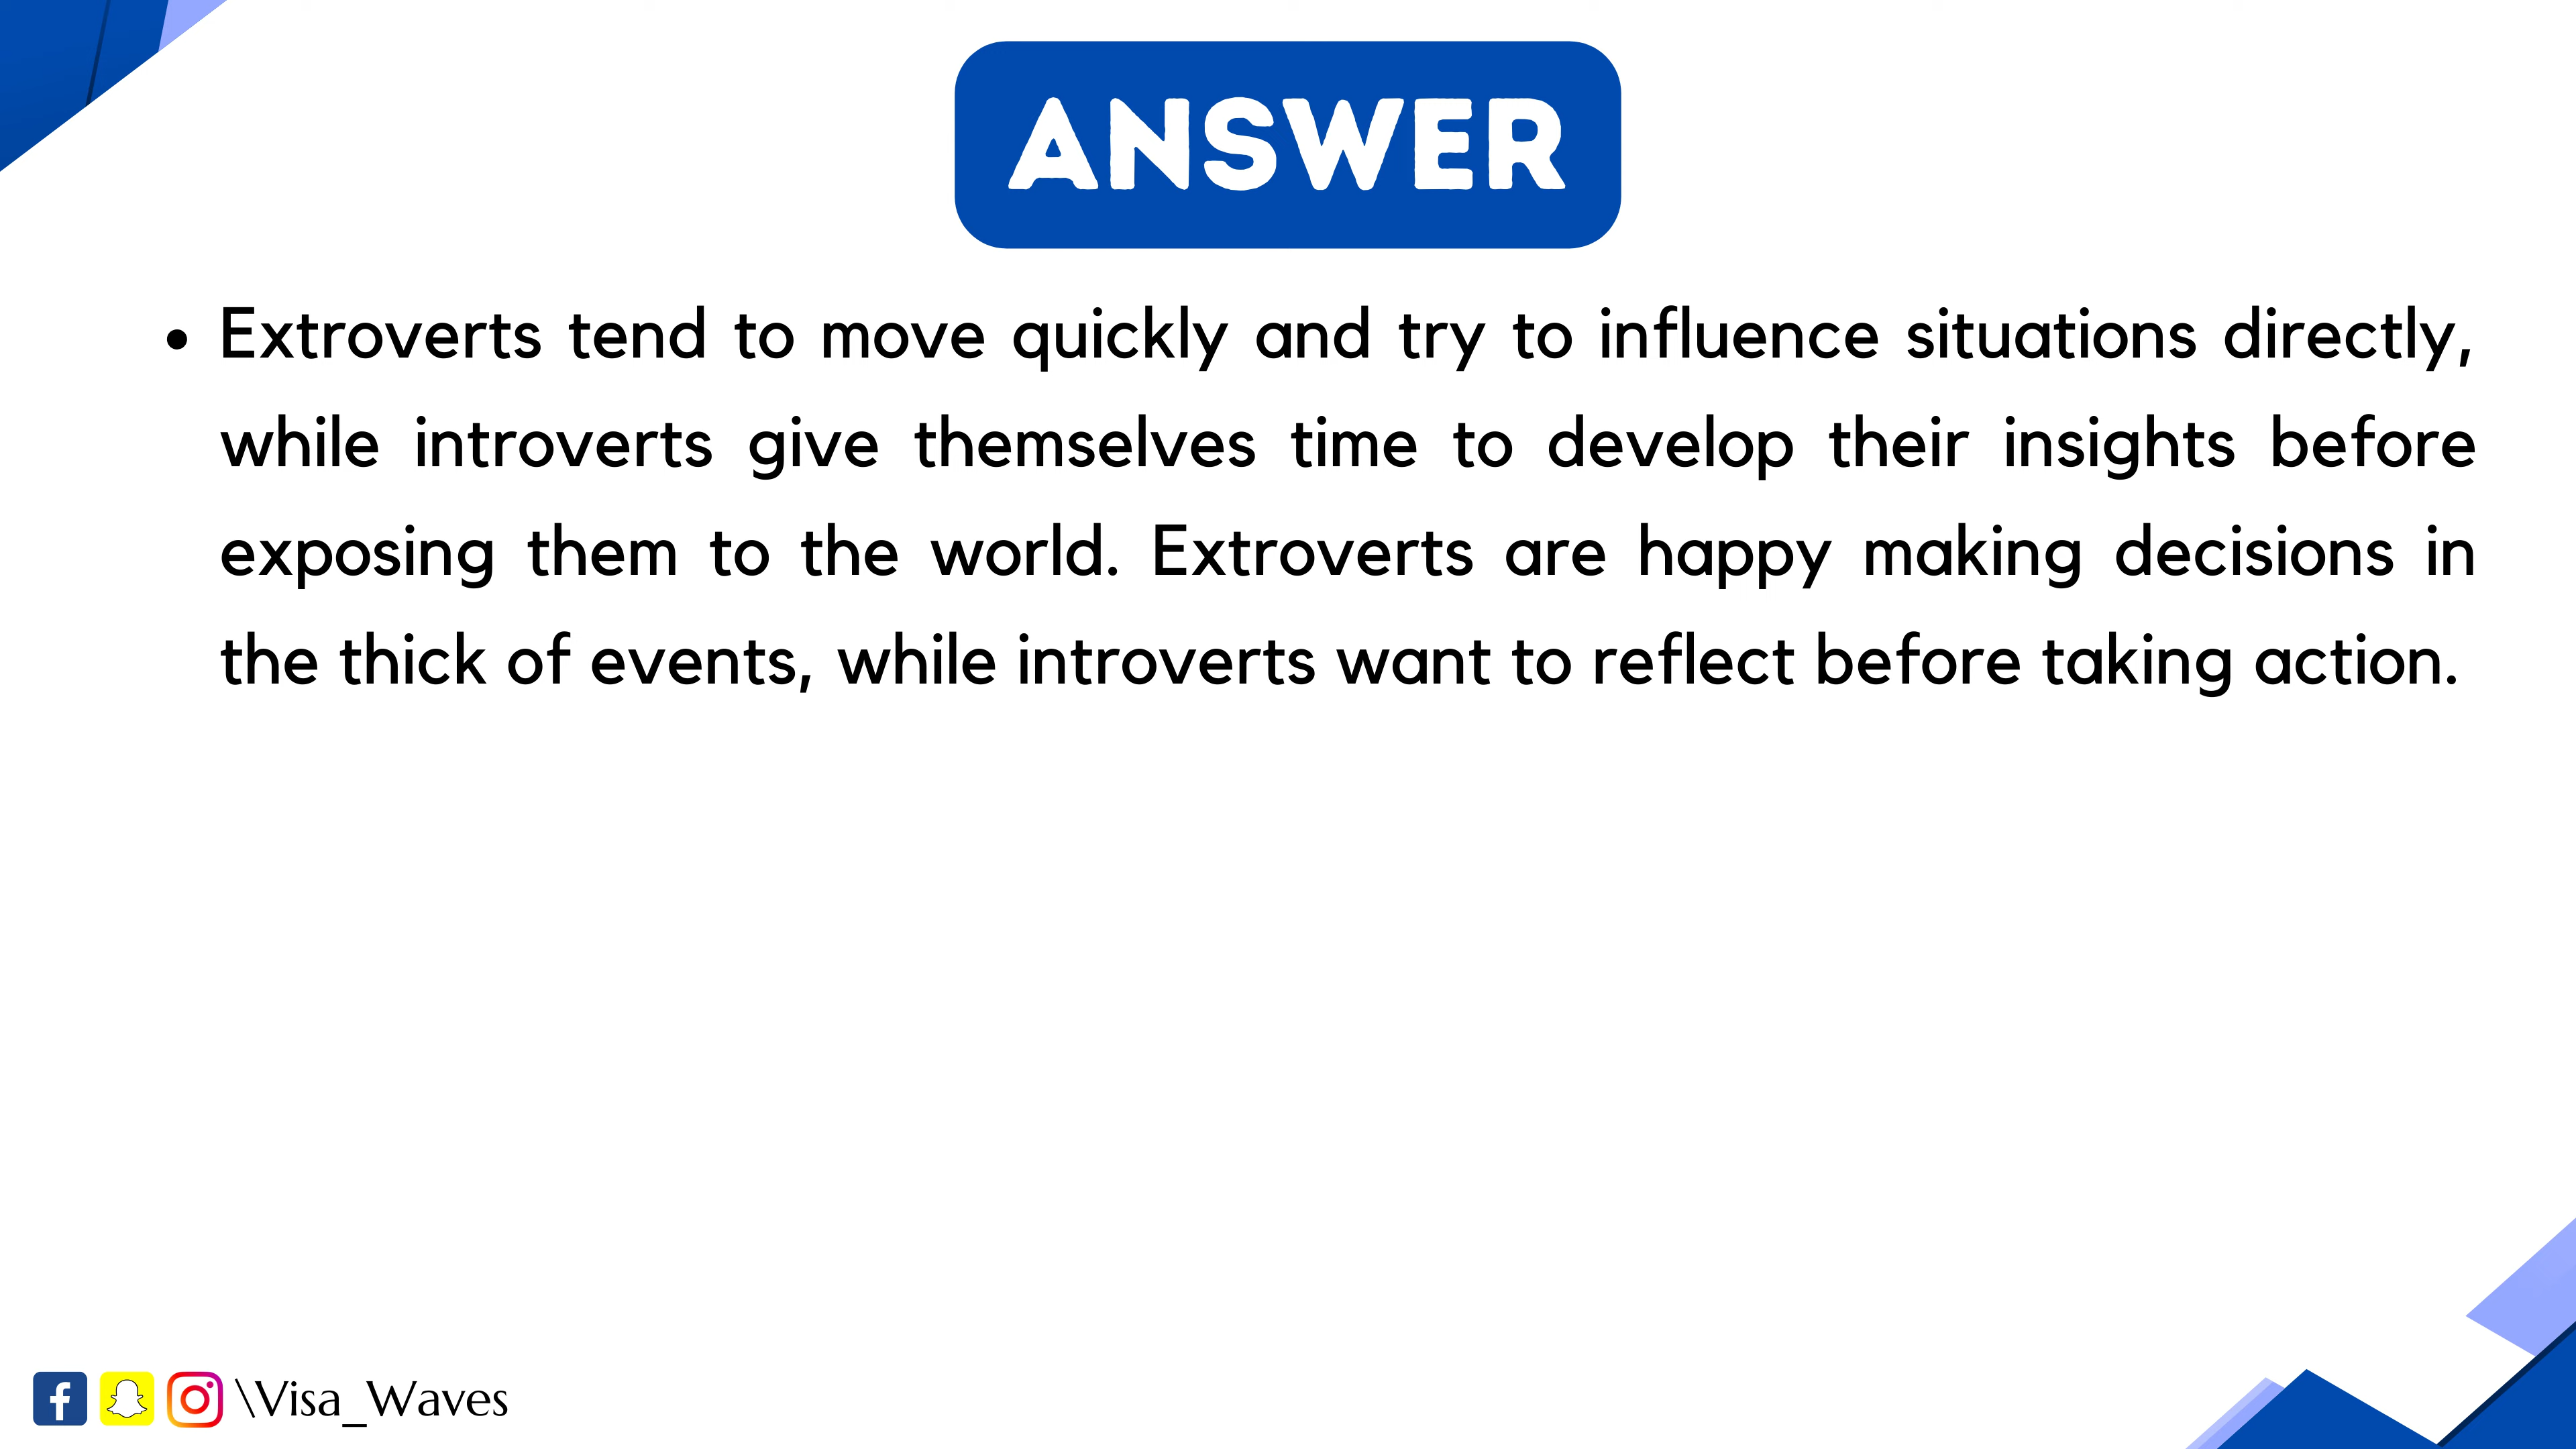 ANSWER
• Extroverts tend to move quickly and try to influence situations directly,
while introverts give themselves time to develop their insights before
exposing them to the world. Extroverts are happy making decisions in
the thick of events, while introverts want to reflect before taking action.
\Visa_Waves